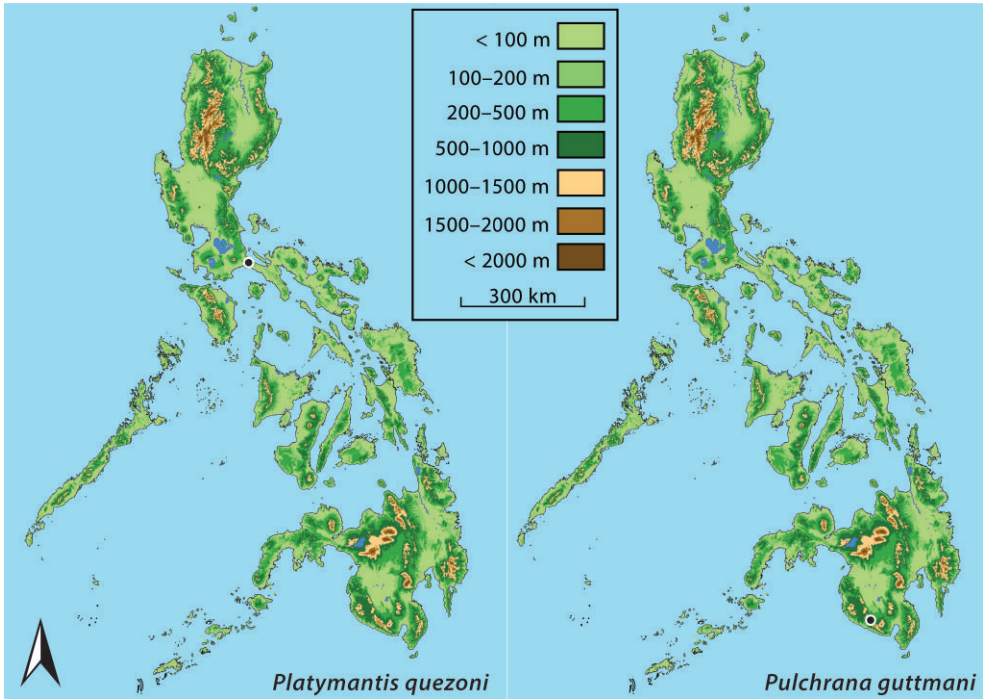 < 100 m
100–200 m
200–500 m
500–1000 m
1000–1500 m
1500–2000 m
< 2000 m
300 km
Platymantis quezoni
Pulchrana guttmani